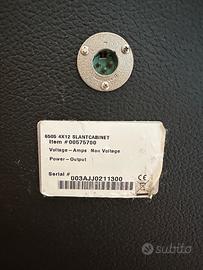 6505 4X12 SLANTCABINET
Item #00575700
Voltage-Amps Non Voltage
Power-Output
Serial #
003AJJ0211300
subito